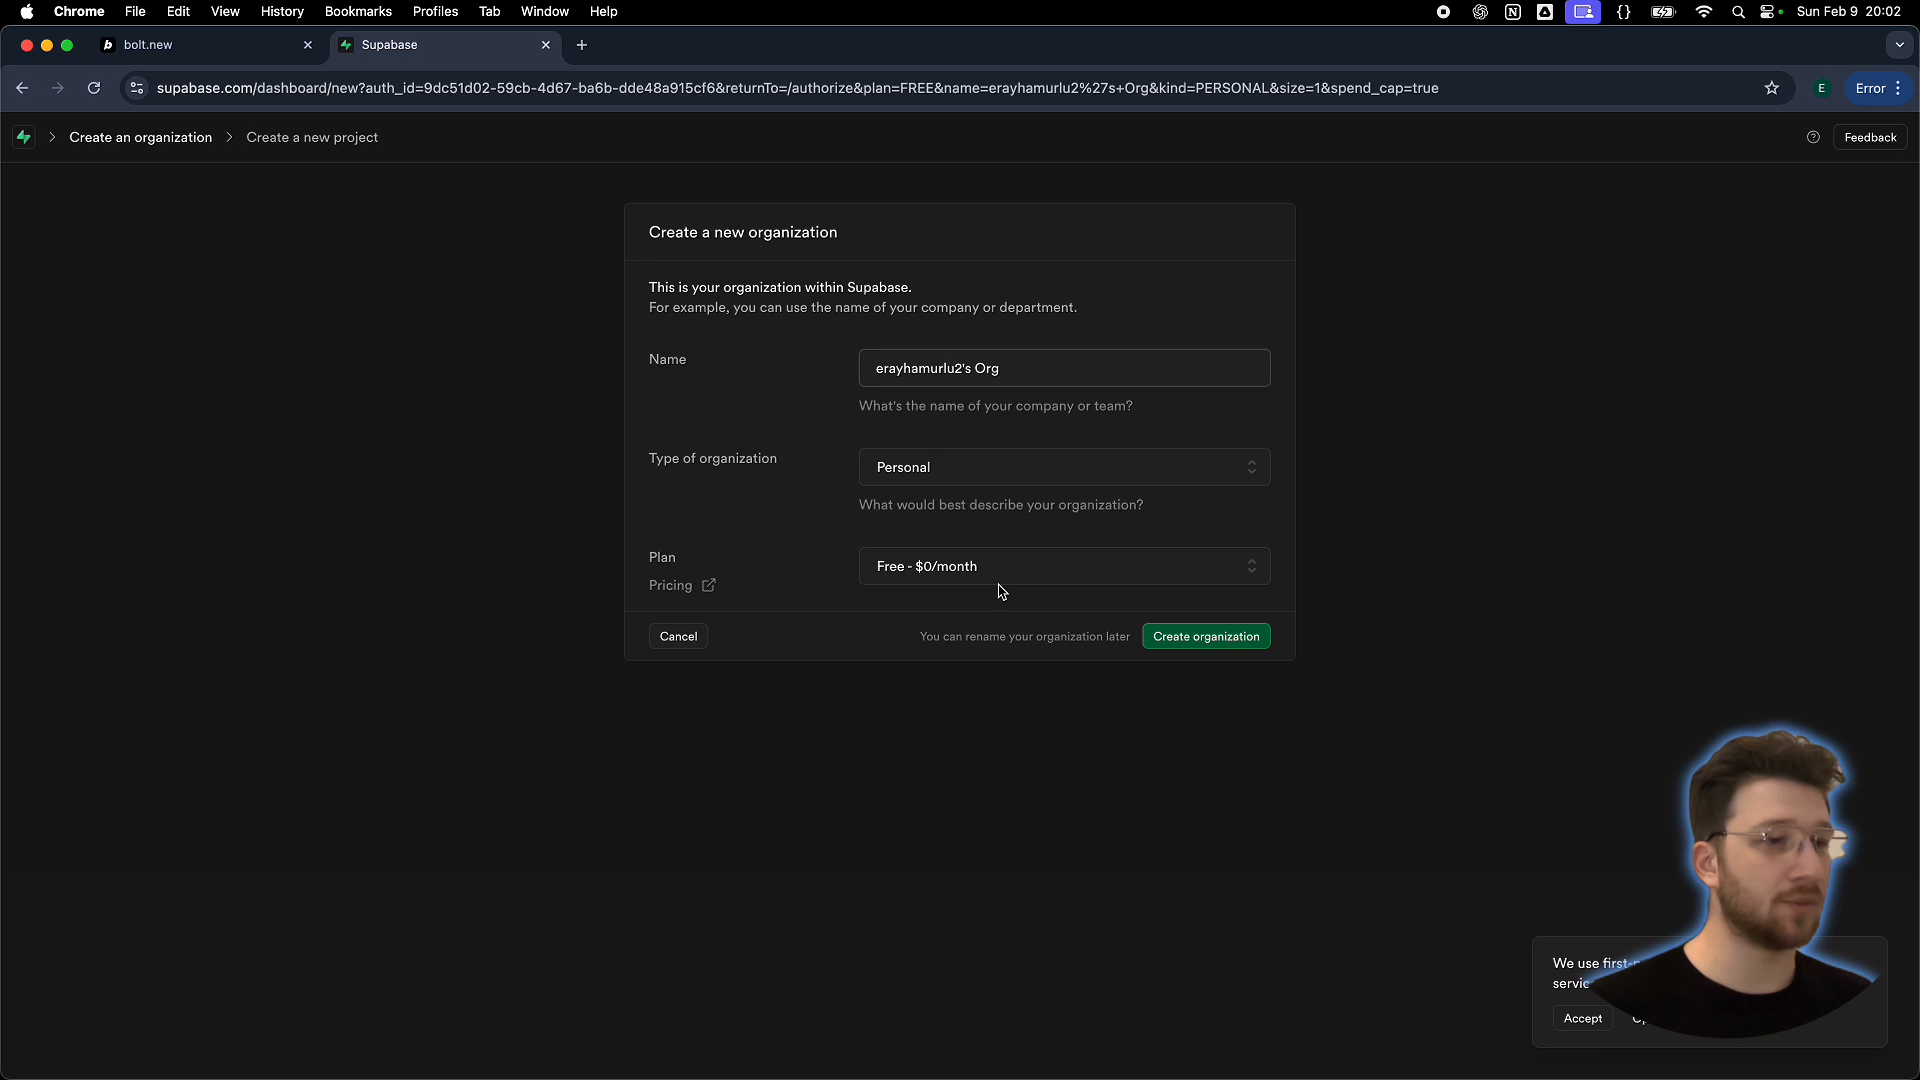 Chrome File Edit View History Bookmarks Profiles Tab Window Help
Sun Feb 9 20:02
bolt.new
Supabase
supabase.com/dashboard/new?auth_id=9dc51d02-59cb-4d67-ba6b-dde48a915cf6&returnTo=/authorize&plan=FREE&name=erayhamurlu2%27s+Org&kind=PERSONAL&size=1&spend_cap=true
E
Error
Create an organization
Create a new project
Feedback
Create a new organization
This is your organization within Supabase.
For example, you can use the name of your company or department.
Name
erayhamurlu2's Org
What's the name of your company or team?
Type of organization
Personal
What would best describe your organization?
Plan
Free - $0/month
Pricing
Cancel
You can rename your organization later
Create organization
We use
Accept